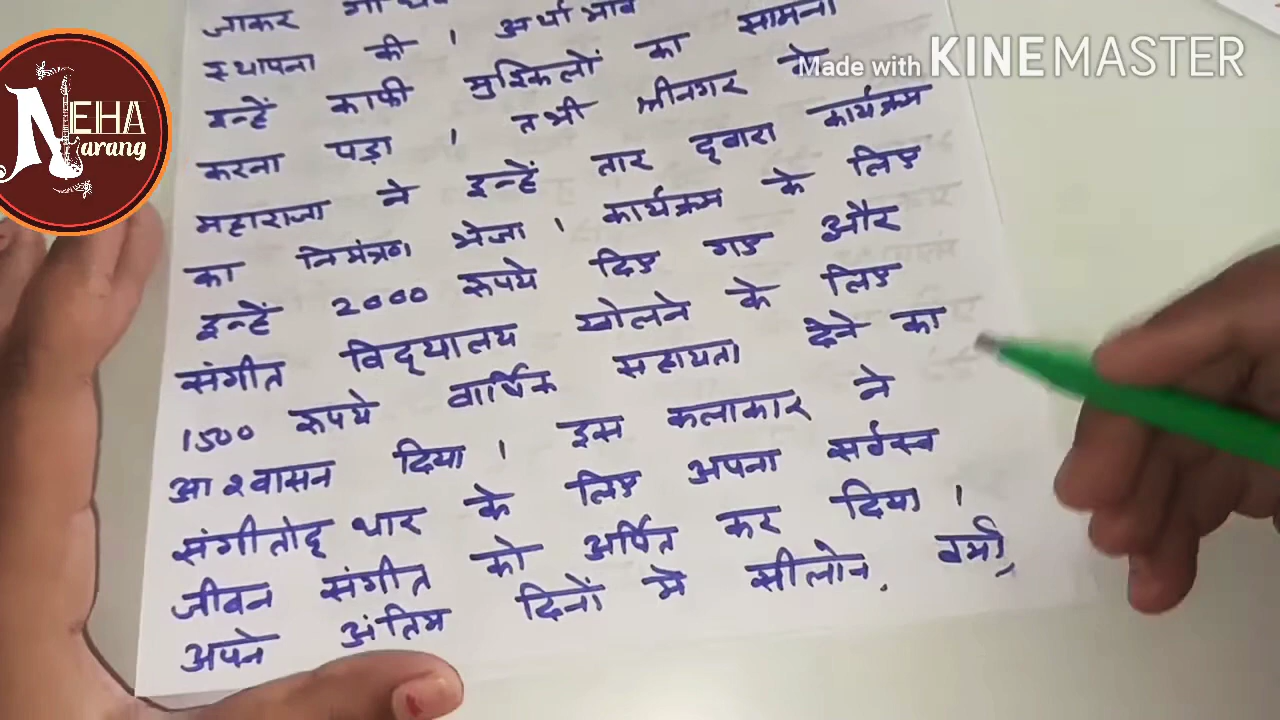 जाकर
स्थापना की । अर्थाभाव
इन्हें काफी मुश्किलों का सामना
करना पड़ा । तभी श्रीनगर के
महाराजा ने इन्हें तार द्वारा कार्यक्रम
का निमंत्रण भेजा । कार्यक्रम के लिए
इन्हें 2000 रूपये दिए गए और
संगीत विद्यालय खोलने के लिए
1500 रूपये वार्षिक सहायता देने का
आश्वासन दिया । इस कलाकार ने
संगीतोद्धार के लिए अपना सर्वस्व
जीवन संगीत को अर्पित कर दिया ।
अपने अंतिम दिनों मे सीलोन,
Made with KINEMASTER
NEHA
Narang